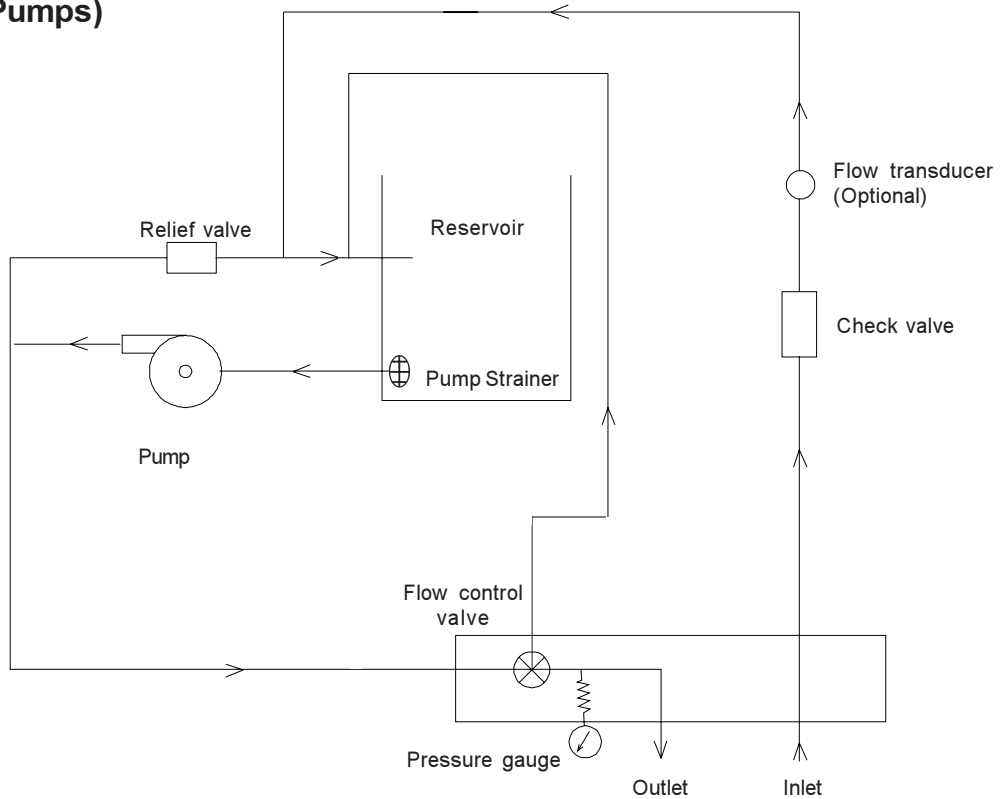 Pumps)
Flow transducer
(Optional)
Relief valve
Reservoir
Check valve
Pump Strainer
Pump
Flow control
valve
Pressure gauge
Outlet
Inlet